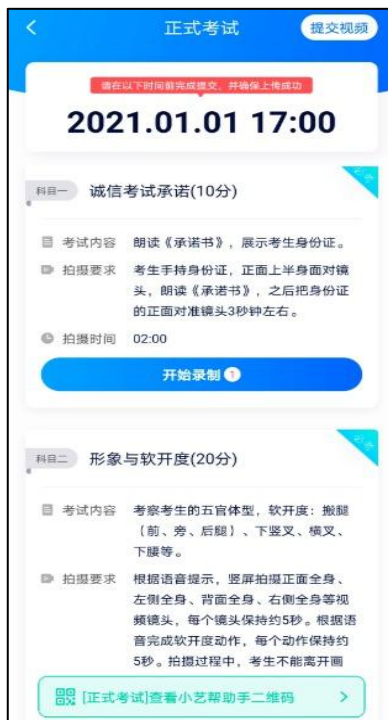 正式考试
提交视频
请在以下时间前完成提交，并确保上传成功
2021.01.01 17:00
科目一
诚信考试承诺(10分)
必考
考试内容 朗读《承诺书》，展示考生身份证。
拍摄要求 考生手持身份证，正面上半身面对镜
头，朗读《承诺书》，之后把身份证
的正面对准镜头3秒钟左右。
拍摄时间 02:00
开始录制 1
科目二
形象与软开度(20分)
必考
考试内容 考察考生的五官体型，软开度：搬腿
（前、旁、后腿）、下竖叉、横叉、
下腰等。
拍摄要求 根据语音提示，竖屏拍摄正面全身、
左侧全身、背面全身、右侧全身等视
频镜头，每个镜头保持约5秒。根据语
音完成软开度动作，每个动作保持约
5秒。拍摄过程中，考生不能离开画
[正式考试]查看小艺帮助手二维码